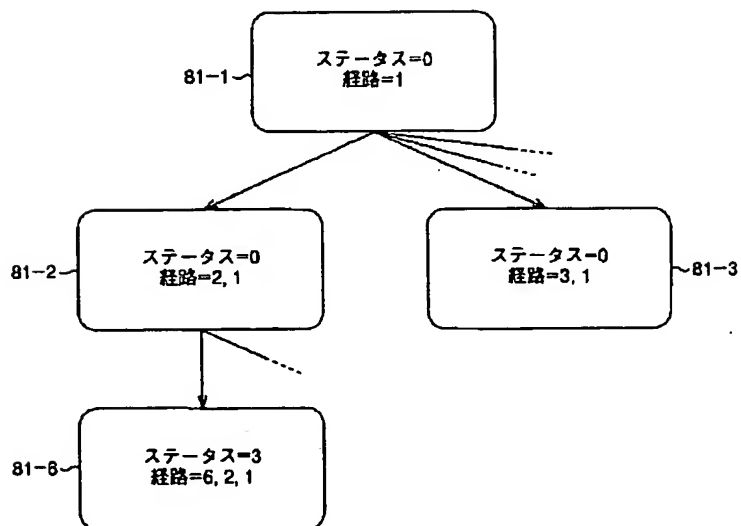 81-1
ステータス=0
経路=1
81-2
ステータス=0
経路=2, 1
ステータス=0
経路=3, 1
81-3
81-6
ステータス=3
経路=6, 2, 1